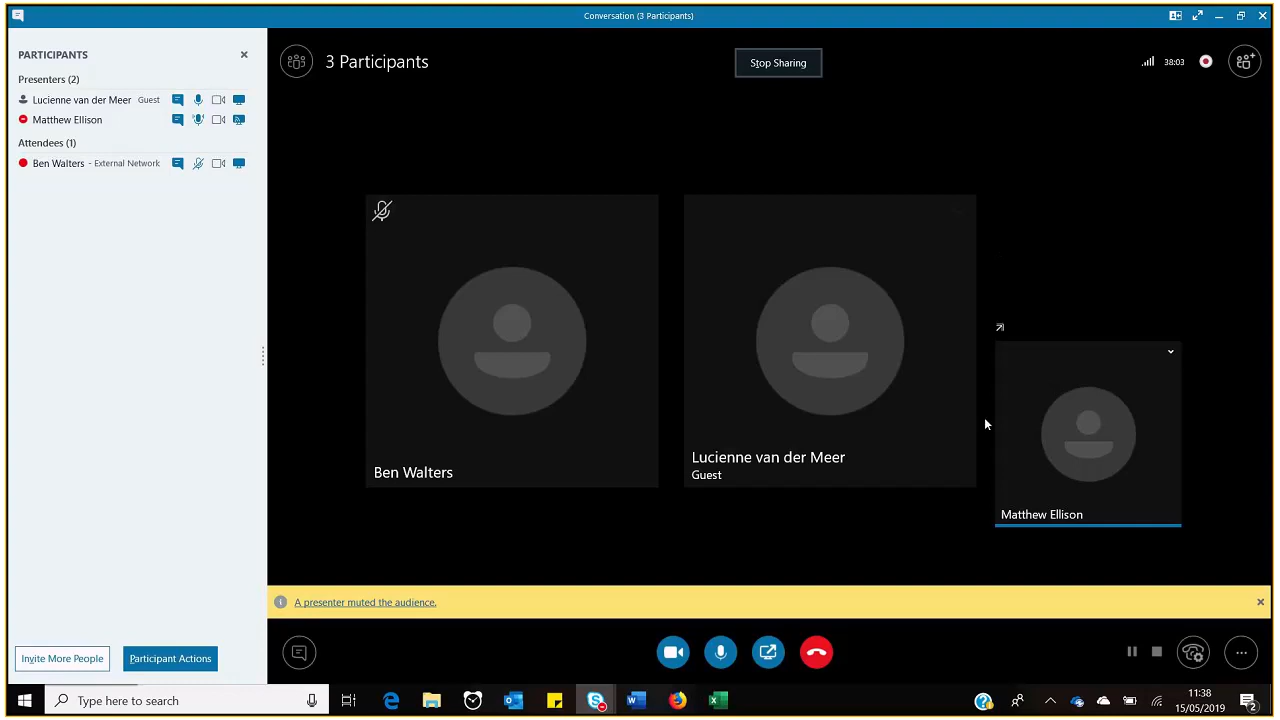 Conversation (3 Participants)
PARTICIPANTS
Presenters (2)
Lucienne van der Meer Guest
Matthew Ellison
Attendees (1)
Ben Walters - External Network
3 Participants
Stop Sharing
38:03
Ben Walters
Lucienne van der Meer
Guest
Matthew Ellison
A presenter muted the audience.
Invite More People
Participant Actions
Type here to search
11:38
15/05/2019
2